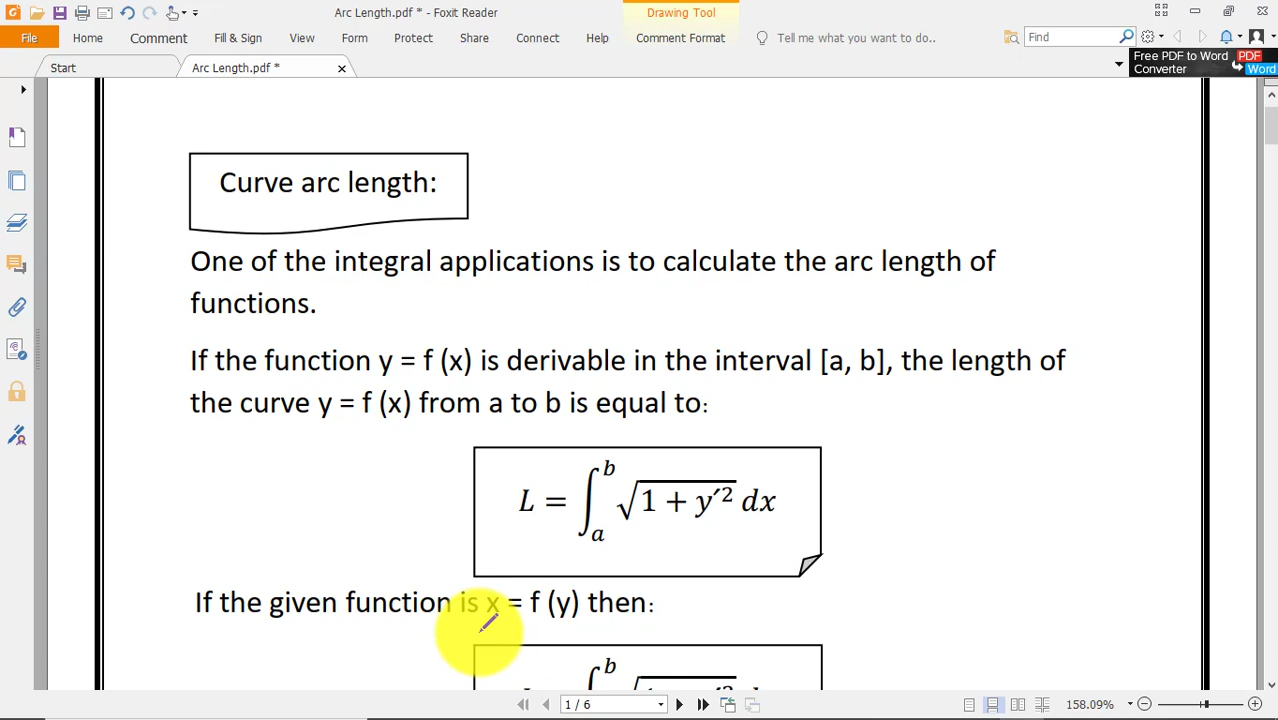 Arc Length.pdf * - Foxit Reader
Drawing Tool
File Home Comment Fill & Sign View Form Protect Share Connect Help Comment Format Tell me what you want to do.. Find
Start Arc Length.pdf *
Free PDF to Word Converter PDF Word
Curve arc length:
One of the integral applications is to calculate the arc length of
functions.
If the function y = f (x) is derivable in the interval [a, b], the length of
the curve y = f (x) from a to b is equal to:
L = ∫_a^b √(1 + y′²) dx
If the given function is x = f (y) then:
b
1 / 6 158.09%